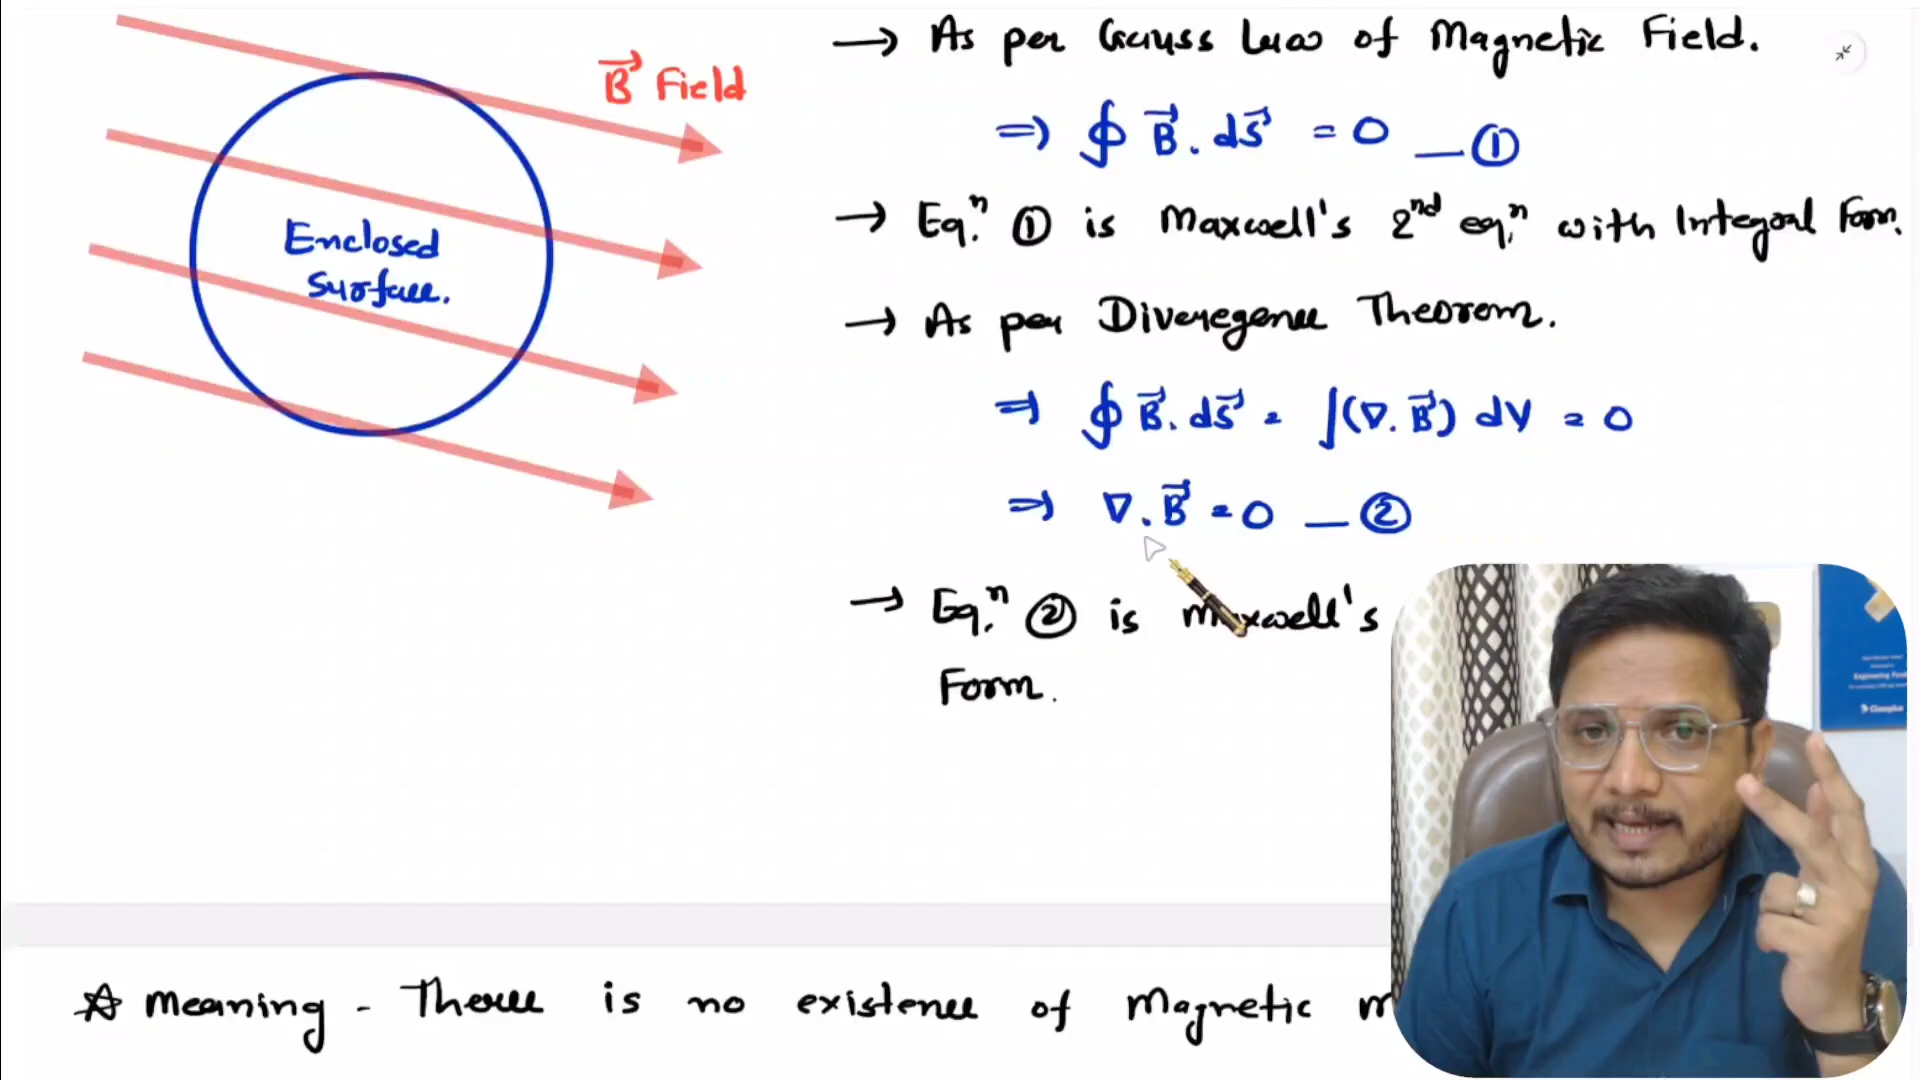 B⃗ Field
Enclosed
Surface.
→ As per Gauss Law of Magnetic Field.
⇒ ∮ B⃗ . dS⃗ = 0 — ①
→ Eq.ⁿ ① is Maxwell's 2ⁿᵈ eq.ⁿ with Integral Form.
→ As per Divergence Theorem.
⇒ ∮ B⃗ . dS⃗ = ∫(∇ . B⃗) dV = 0
⇒ ∇ . B⃗ = 0 — ②
→ Eq.ⁿ ② is Maxwell's
Form.
☆ Meaning - There is no existence of Magnetic m